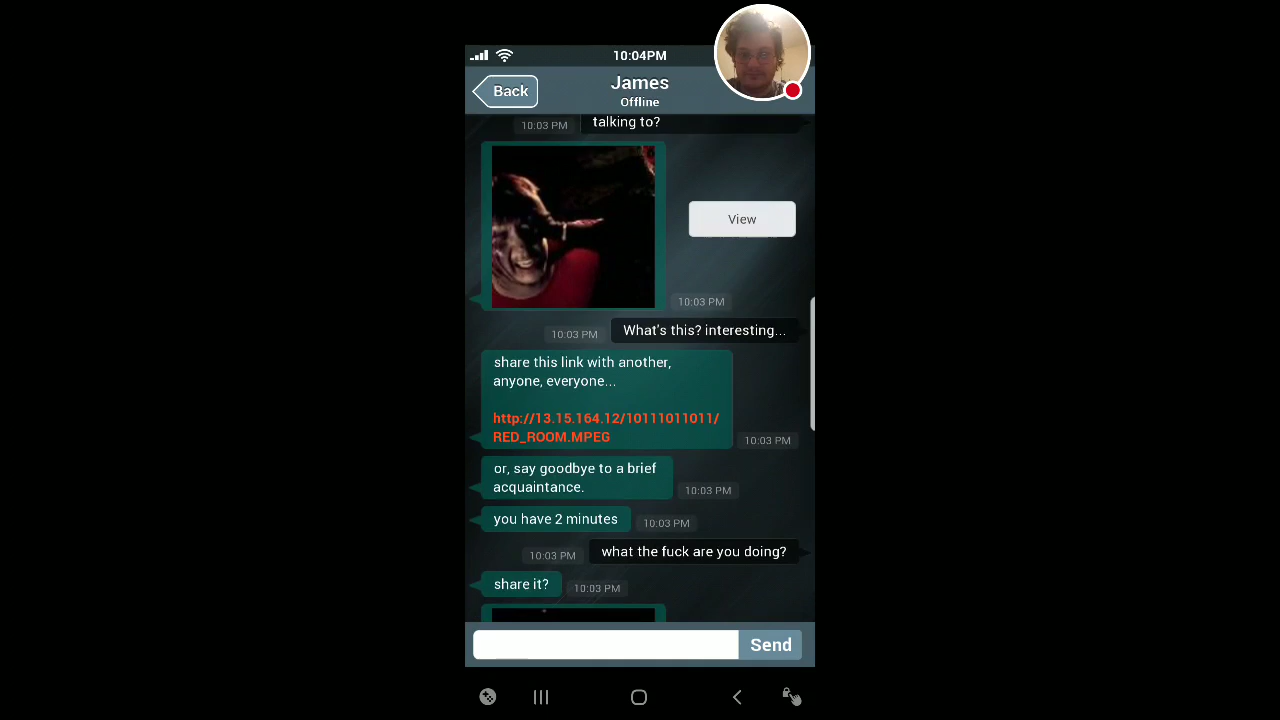 10:04PM
Back
James
Offline
talking to?
10:03 PM
View
10:03 PM
What's this? interesting...
10:03 PM
share this link with another,
anyone, everyone...
http://13.15.164.12/10111011011/
RED_ROOM.MPEG
10:03 PM
or, say goodbye to a brief
acquaintance.
10:03 PM
you have 2 minutes
10:03 PM
what the fuck are you doing?
10:03 PM
share it?
10:03 PM
Send